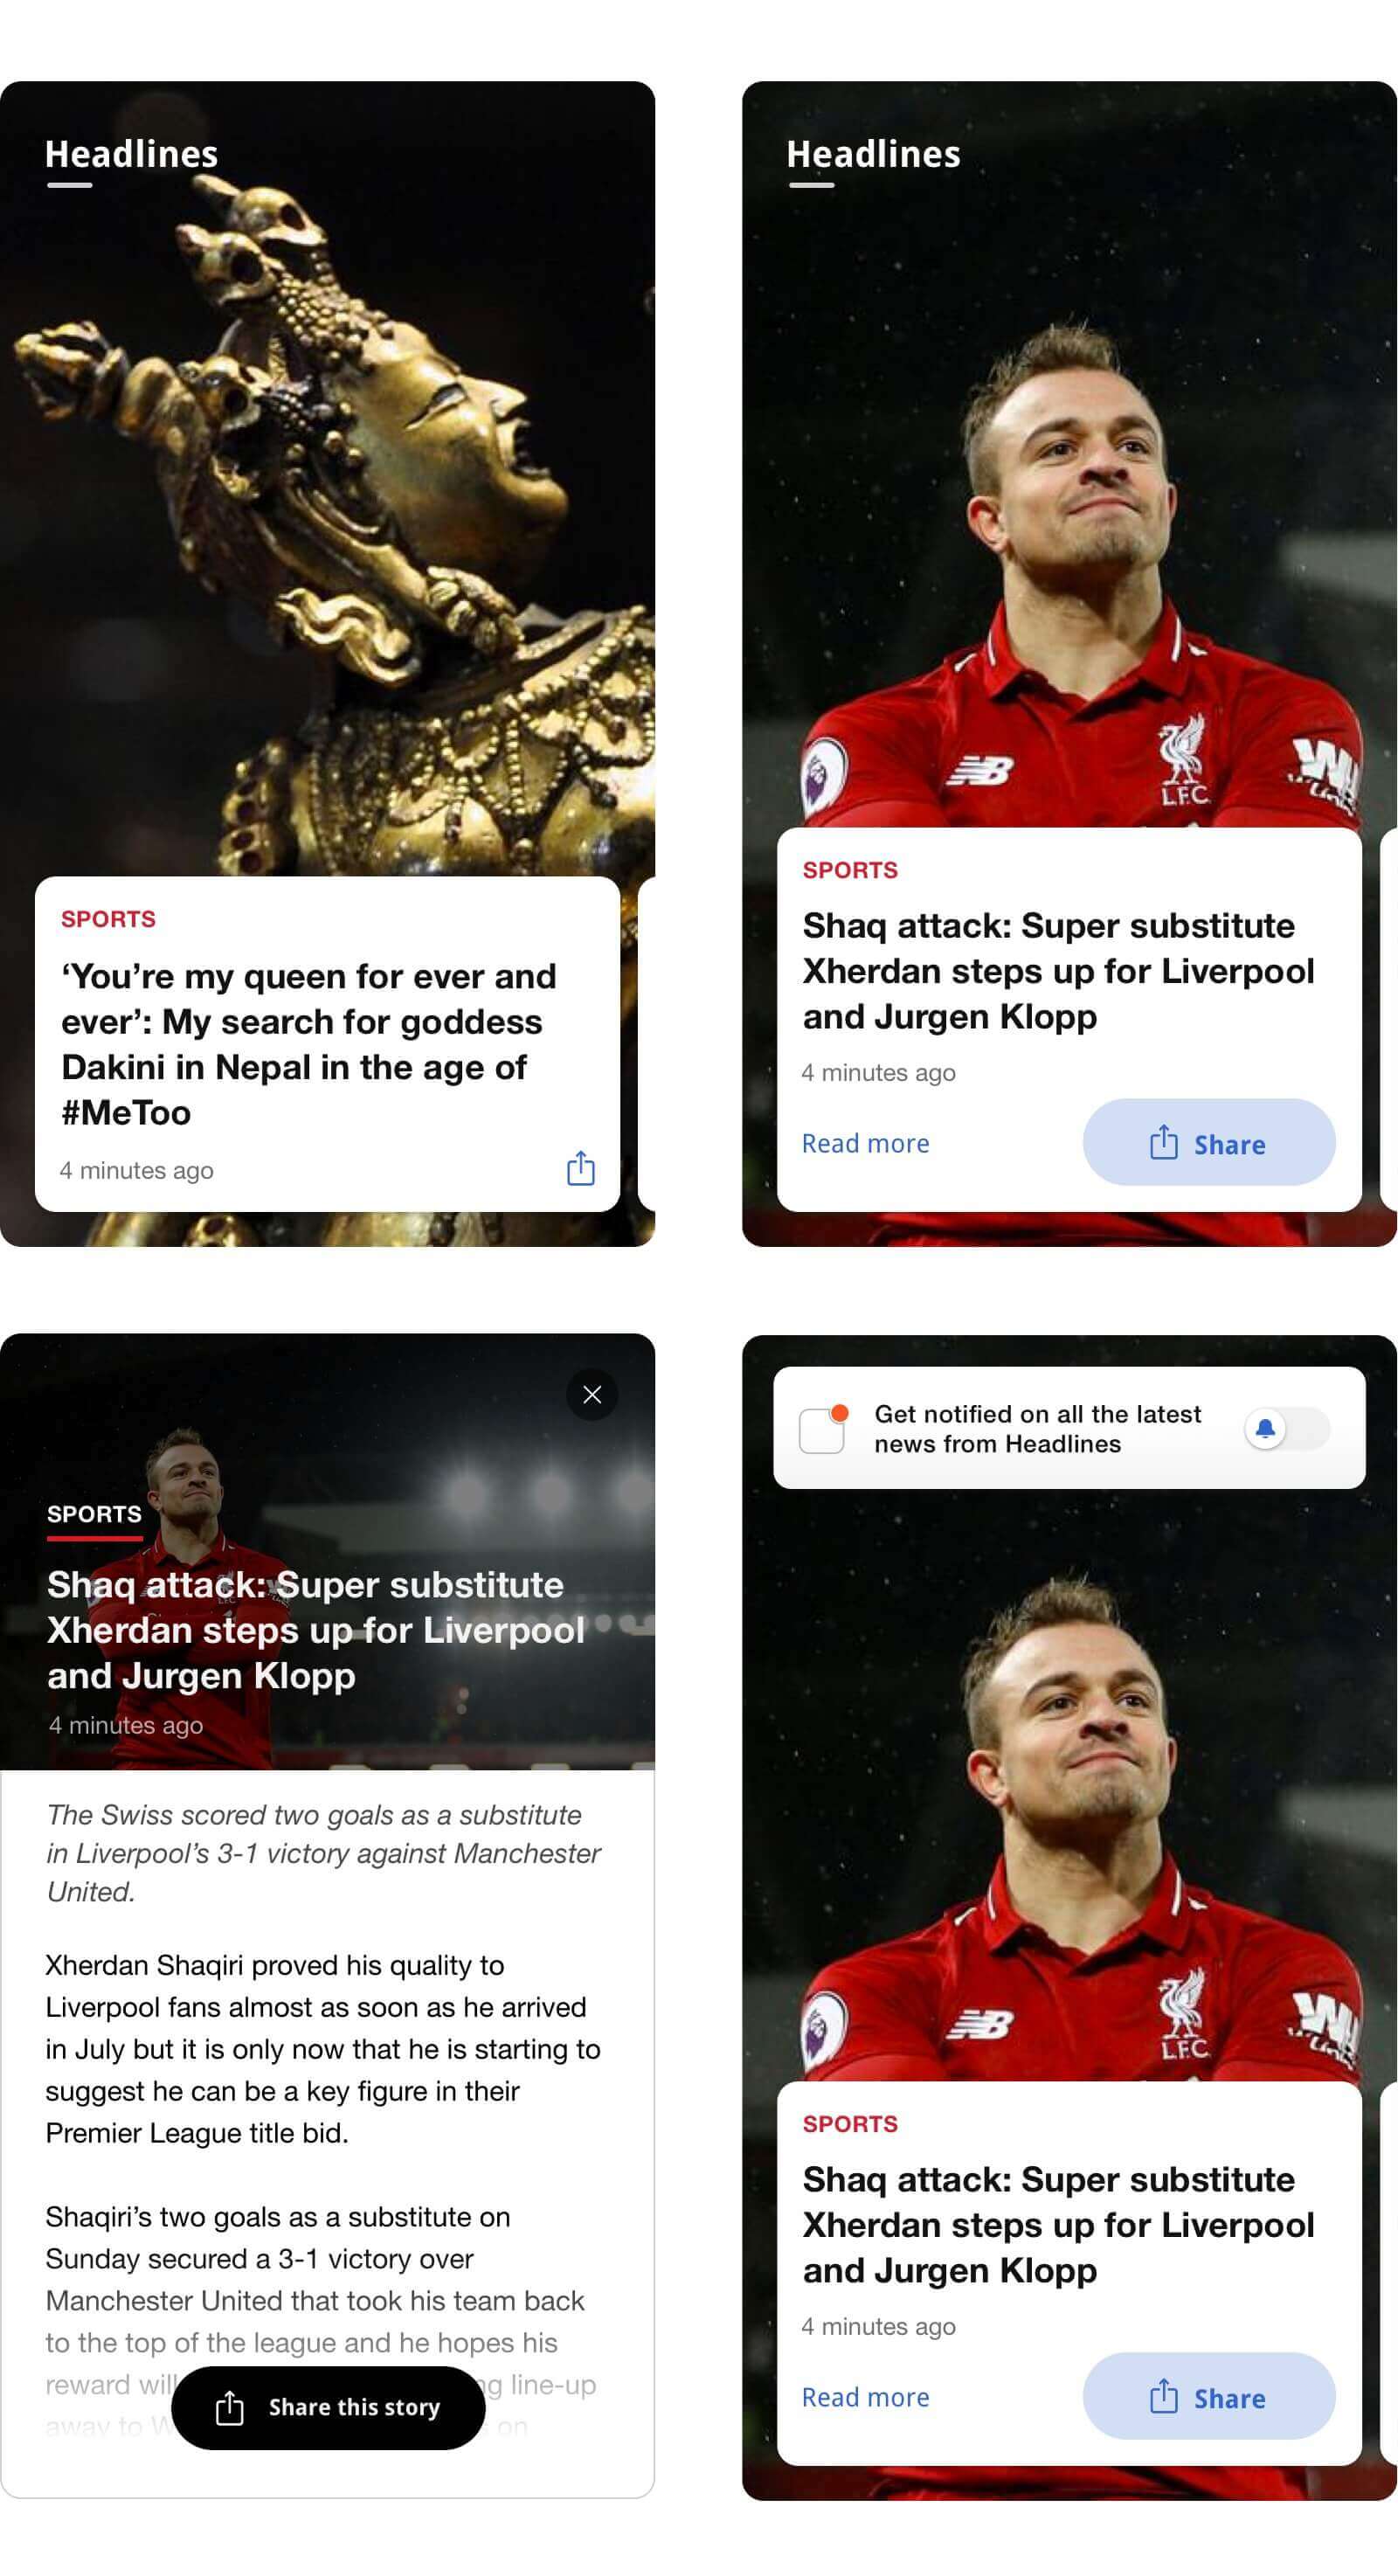 Headlines
SPORTS
‘You’re my queen for ever and
ever’: My search for goddess
Dakini in Nepal in the age of
#MeToo
4 minutes ago
Headlines
LFC
SPORTS
Shaq attack: Super substitute
Xherdan steps up for Liverpool
and Jurgen Klopp
4 minutes ago
Read more
Share
SPORTS
Shaq attack: Super substitute
Xherdan steps up for Liverpool
and Jurgen Klopp
4 minutes ago
The Swiss scored two goals as a substitute
in Liverpool’s 3-1 victory against Manchester
United.
Xherdan Shaqiri proved his quality to
Liverpool fans almost as soon as he arrived
in July but it is only now that he is starting to
suggest he can be a key figure in their
Premier League title bid.
Shaqiri’s two goals as a substitute on
Sunday secured a 3-1 victory over
Manchester United that took his team back
to the top of the league and he hopes his
reward will line-up
away to on
Share this story
Get notified on all the latest
news from Headlines
LFC
SPORTS
Shaq attack: Super substitute
Xherdan steps up for Liverpool
and Jurgen Klopp
4 minutes ago
Read more
Share